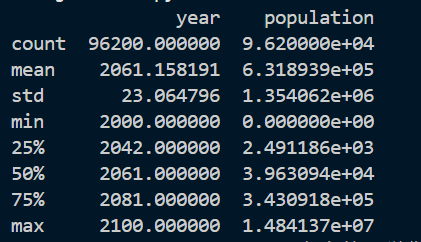 year population
count 96200.000000 9.620000e+04
mean 2061.158191 6.318939e+05
std 23.064796 1.354062e+06
min 2000.000000 0.000000e+00
25% 2042.000000 2.491186e+03
50% 2061.000000 3.963094e+04
75% 2081.000000 3.430918e+05
max 2100.000000 1.484137e+07